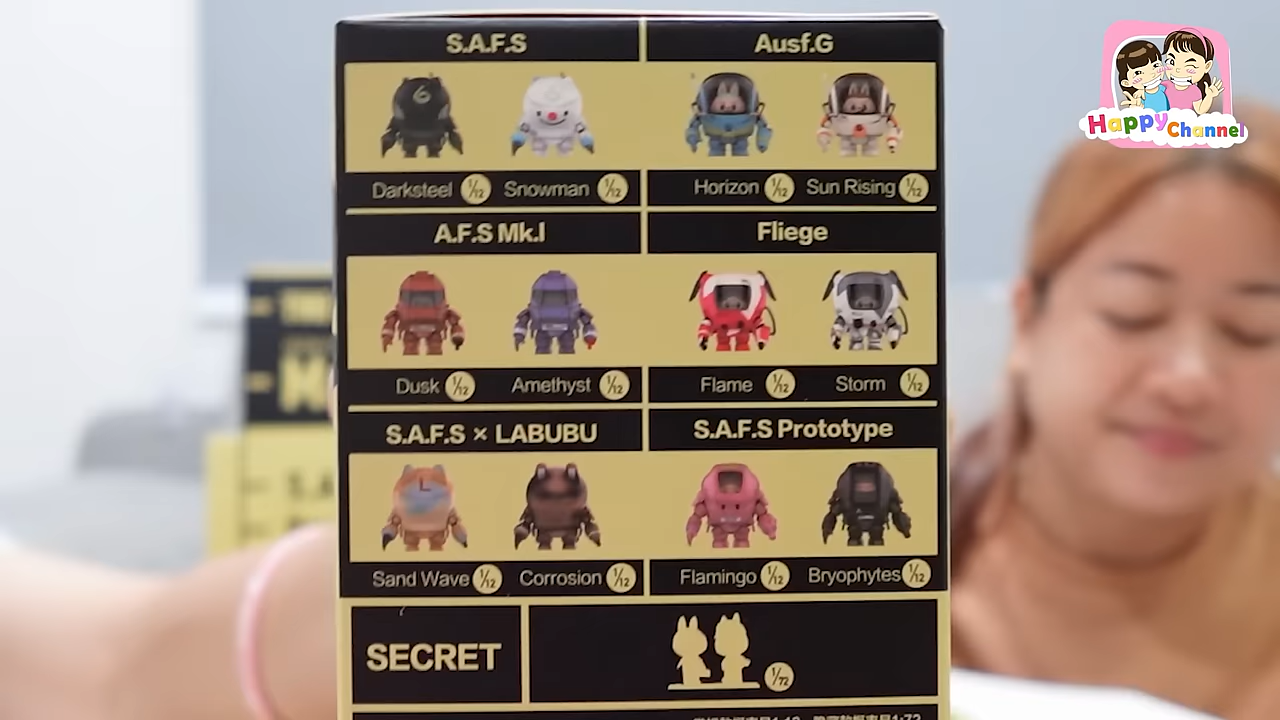 S.A.F.S
Ausf.G
6
Darksteel 1/12
Snowman 1/12
Horizon 1/12
Sun Rising 1/12
A.F.S Mk.I
Fliege
Dusk 1/12
Amethyst 1/12
Flame 1/12
Storm 1/12
S.A.F.S × LABUBU
S.A.F.S Prototype
L
Sand Wave 1/12
Corrosion 1/12
Flamingo 1/12
Bryophytes 1/12
SECRET
1/72
Happy Channel